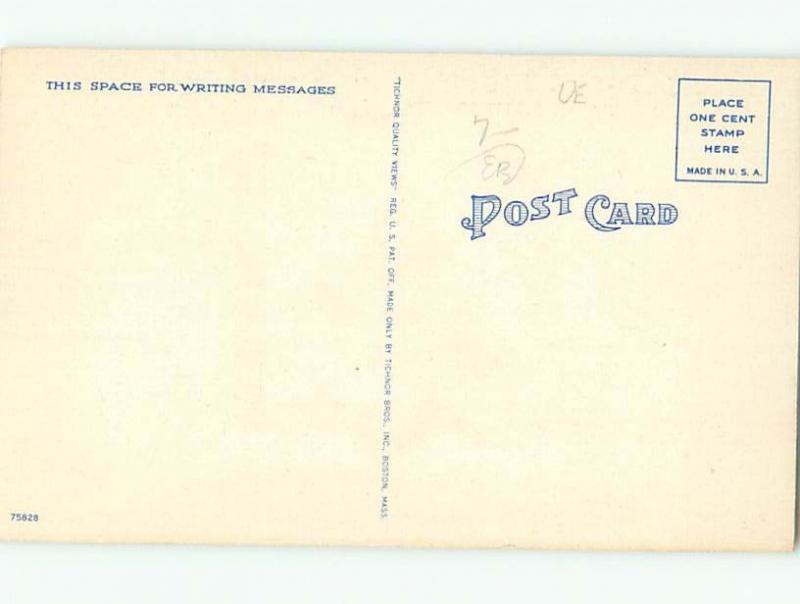 THIS SPACE FOR WRITING MESSAGES
"TICHNOR QUALITY VIEWS" REG. U. S. PAT. OFF. MADE ONLY BY TICHNOR BROS., INC., BOSTON, MASS.
DE
7-
EB
PLACE
ONE CENT
STAMP
HERE
MADE IN U. S. A.
POST CARD
75828